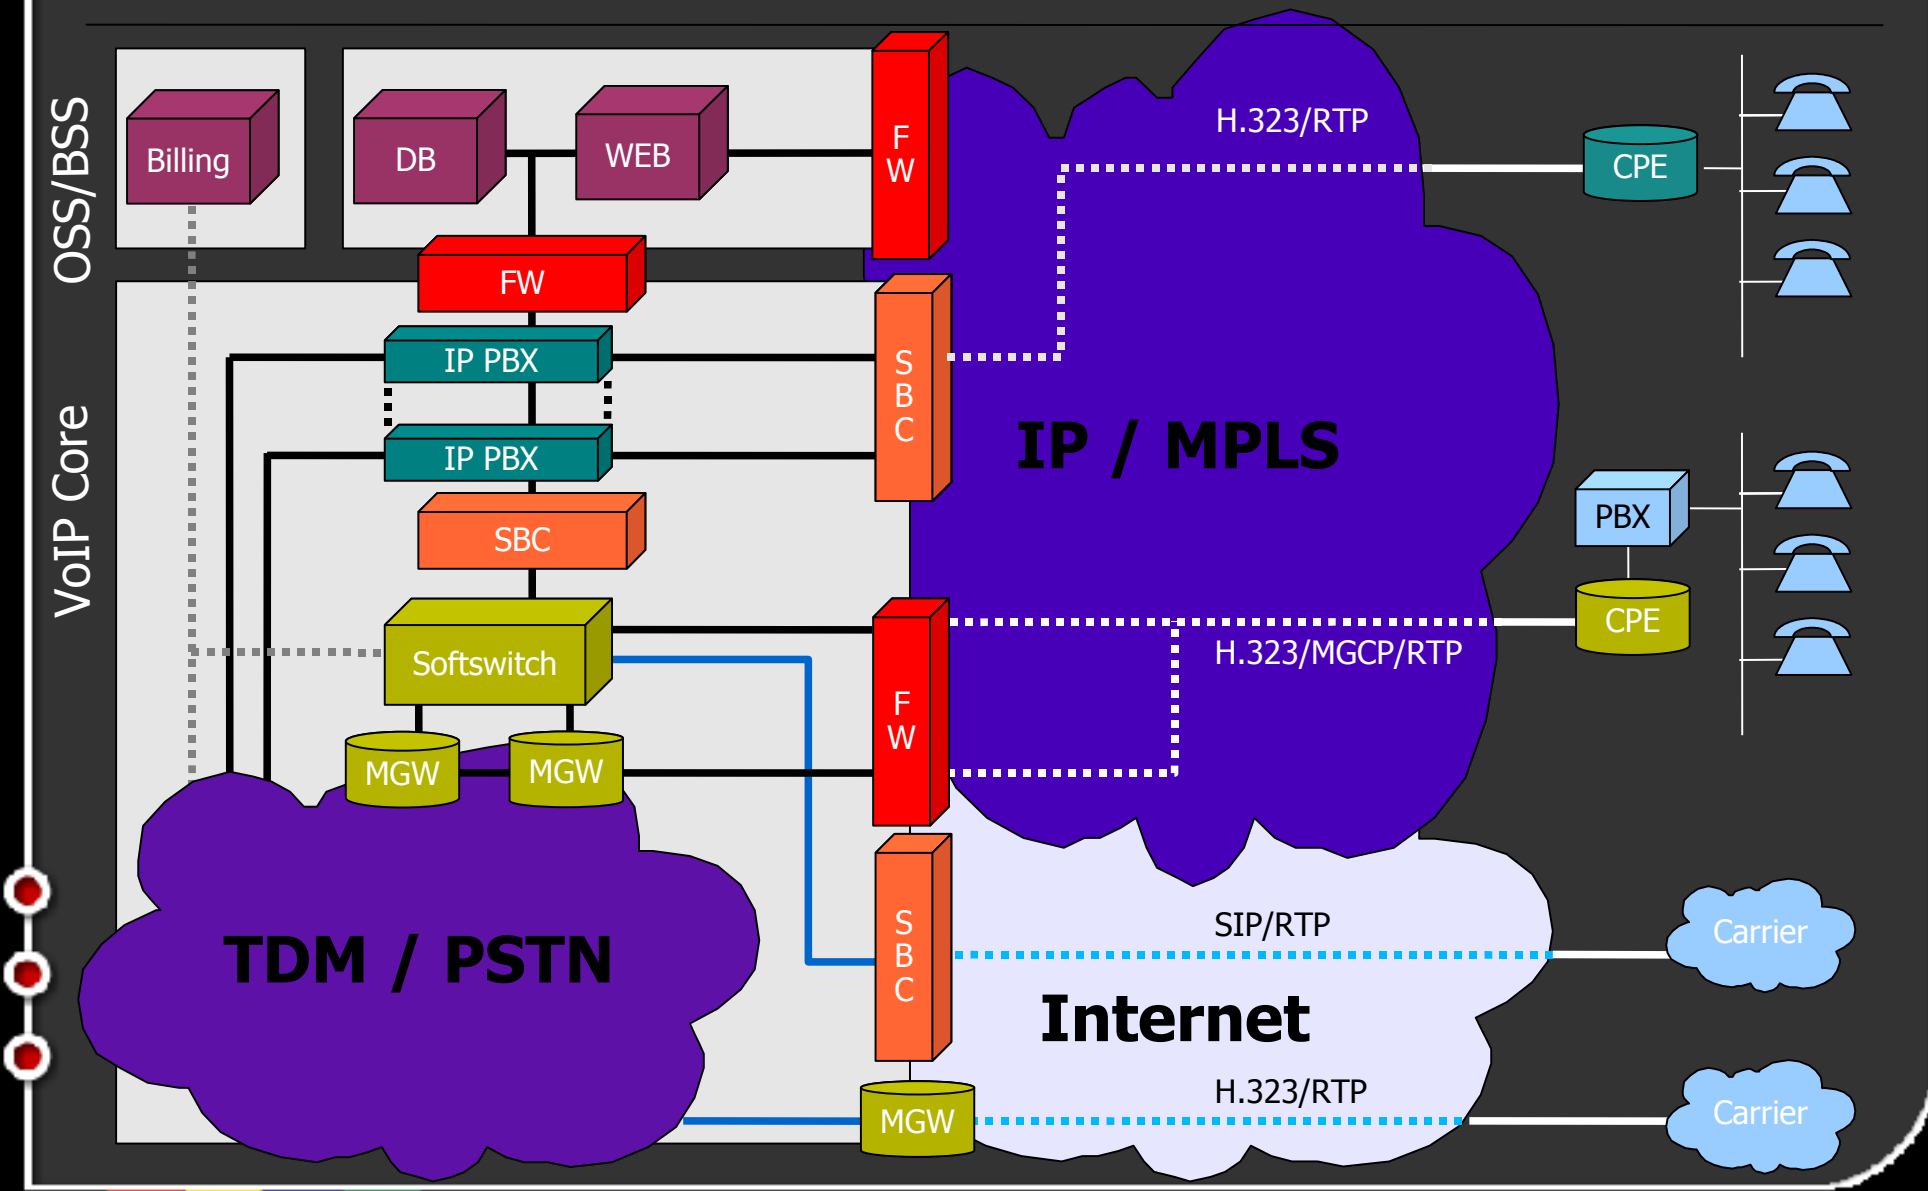 OSS/BSS
Billing
DB
WEB
F
W
H.323/RTP
CPE
FW
VoIP Core
IP PBX
S
B
C
IP / MPLS
IP PBX
SBC
PBX
Softswitch
F
W
H.323/MGCP/RTP
CPE
MGW
MGW
TDM / PSTN
S
B
C
SIP/RTP
Carrier
Internet
H.323/RTP
MGW
Carrier